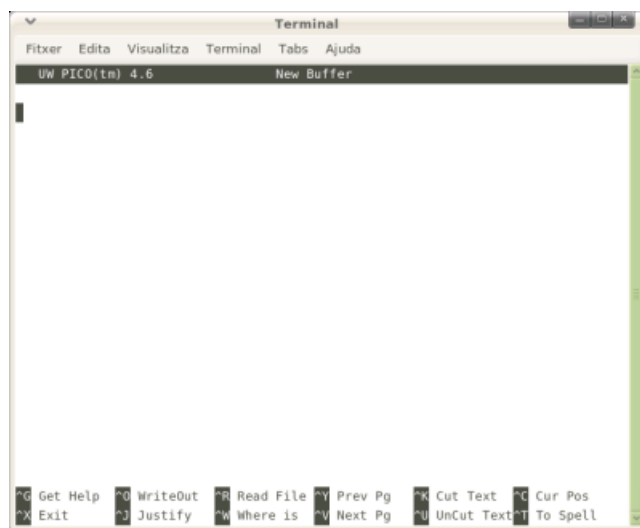 Terminal
Fitxer Edita Visualitza Terminal Tabs Ajuda
UW PICO(tm) 4.6 New Buffer
^G Get Help ^O WriteOut ^R Read File ^Y Prev Pg ^K Cut Text ^C Cur Pos
^X Exit ^J Justify ^W Where is ^V Next Pg ^U UnCut Text ^T To Spell